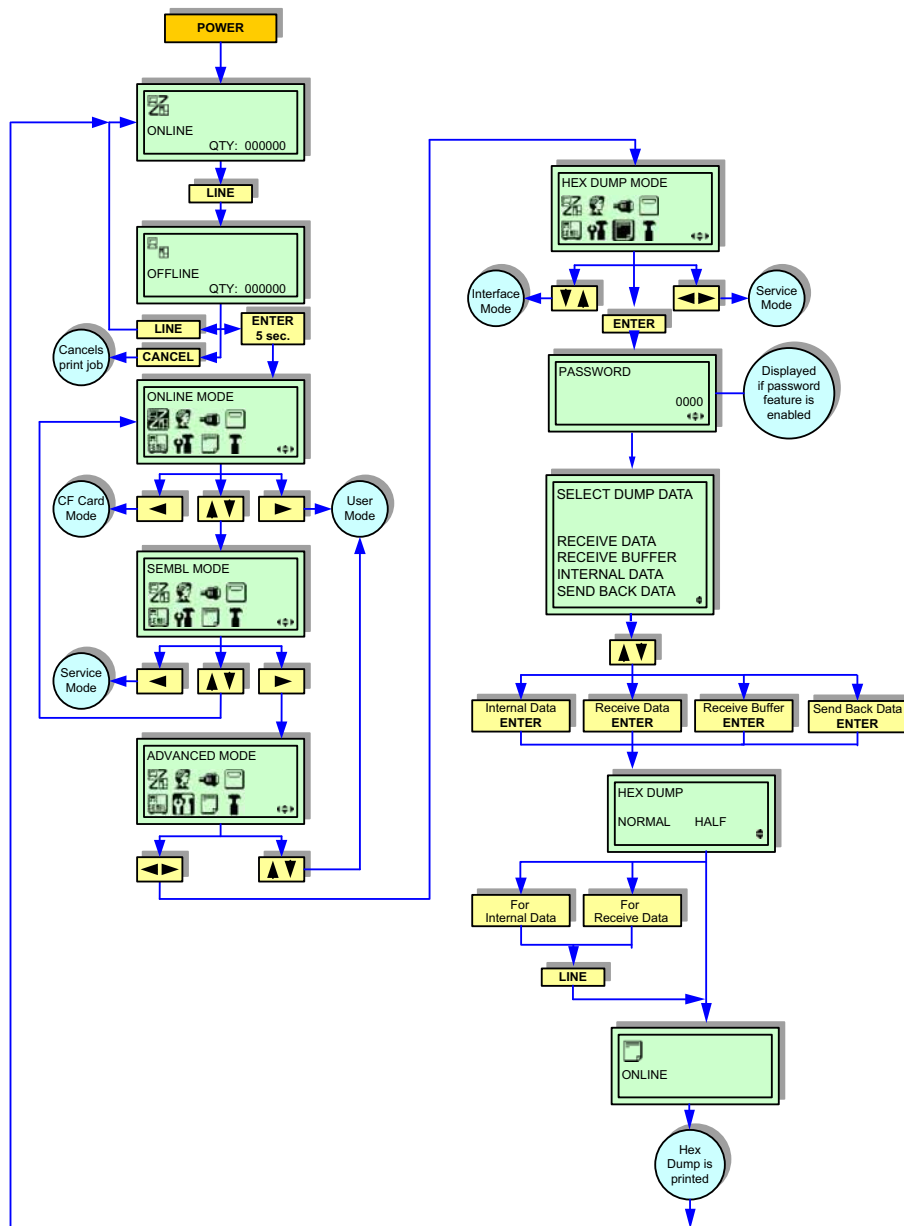 POWER
ONLINE
QTY: 000000
LINE
OFFLINE
QTY: 000000
LINE
ENTER
5 sec.
CANCEL
Cancels
print job
ONLINE MODE
CF Card
Mode
User
Mode
SEMBL MODE
Service
Mode
ADVANCED MODE
HEX DUMP MODE
Interface
Mode
Service
Mode
ENTER
PASSWORD
0000
Displayed
if password
feature is
enabled
SELECT DUMP DATA
RECEIVE DATA
RECEIVE BUFFER
INTERNAL DATA
SEND BACK DATA
Internal Data
ENTER
Receive Data
ENTER
Receive Buffer
ENTER
Send Back Data
ENTER
HEX DUMP
NORMAL HALF
For
Internal Data
For
Receive Data
LINE
ONLINE
Hex
Dump is
printed